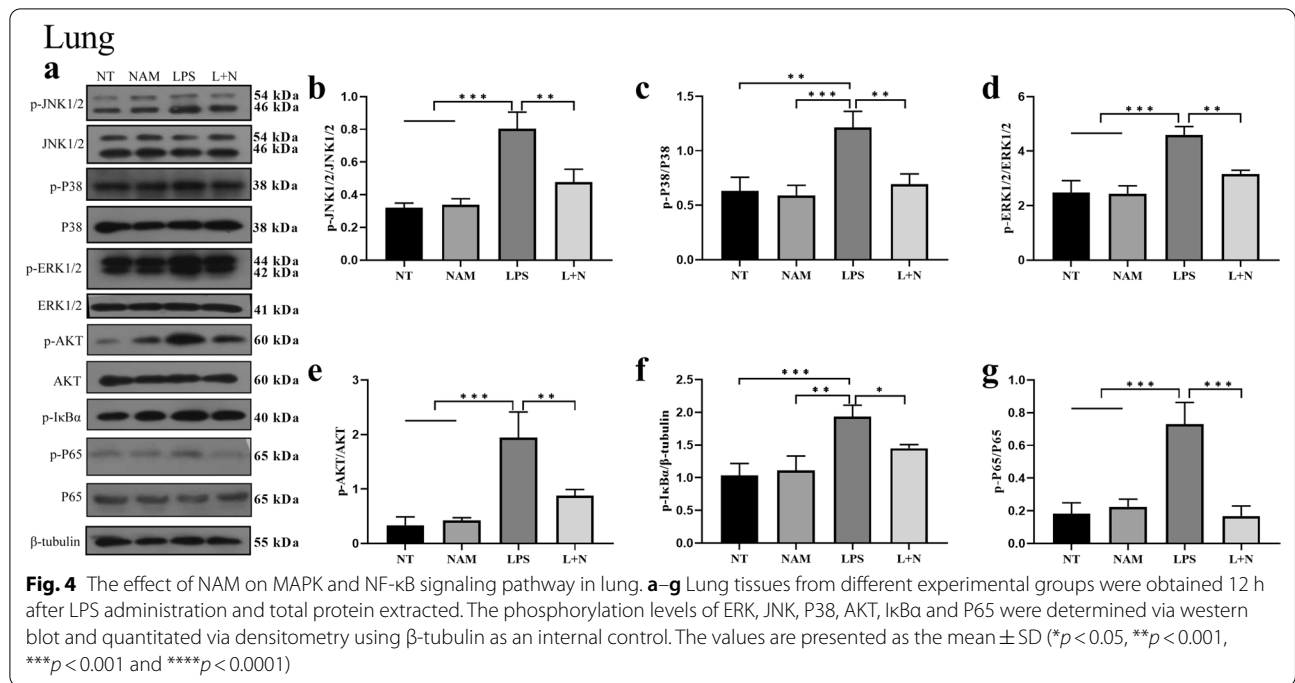 Lung
a
NT NAM LPS L+N
p-JNK1/2 54 kDa
46 kDa
JNK1/2 54 kDa
46 kDa
p-P38 38 kDa
P38 38 kDa
p-ERK1/2 44 kDa
42 kDa
ERK1/2 41 kDa
p-AKT 60 kDa
AKT 60 kDa
p-IκBα 40 kDa
p-P65 65 kDa
P65 65 kDa
β-tubulin 55 kDa
b
p-JNK1/2/JNK1/2
1.0
0.8
0.6
0.4
0.2
0.0
*** **
NT NAM LPS L+N
c
p-P38/P38
1.5
1.0
0.5
0.0
**
*** **
NT NAM LPS L+N
d
p-ERK1/2/ERK1/2
6
4
2
0
*** **
NT NAM LPS L+N
e
p-AKT/AKT
3
2
1
0
*** **
NT NAM LPS L+N
f
p-IκBα/β-tubulin
2.5
2.0
1.5
1.0
0.5
0.0
***
** *
NT NAM LPS L+N
g
p-P65/P65
1.0
0.8
0.6
0.4
0.2
0.0
*** ***
NT NAM LPS L+N
Fig. 4 The effect of NAM on MAPK and NF-κB signaling pathway in lung. a–g Lung tissues from different experimental groups were obtained 12 h
after LPS administration and total protein extracted. The phosphorylation levels of ERK, JNK, P38, AKT, IκBα and P65 were determined via western
blot and quantitated via densitometry using β-tubulin as an internal control. The values are presented as the mean ± SD (*p < 0.05, **p < 0.001,
***p < 0.001 and ****p < 0.0001)